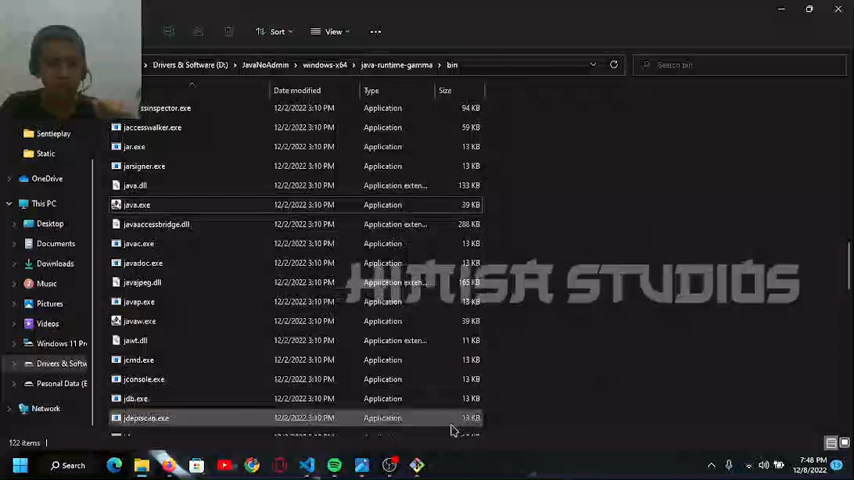 Sort
View
Drivers & Software (D:) > JavaNoAdmin > windows-x64 > java-runtime-gamma > bin
Search bin
Date modified Type Size
ssinspector.exe 12/2/2022 3:10 PM Application 94 KB
jaccesswalker.exe 12/2/2022 3:10 PM Application 59 KB
jar.exe 12/2/2022 3:10 PM Application 13 KB
jarsigner.exe 12/2/2022 3:10 PM Application 13 KB
java.dll 12/2/2022 3:10 PM Application exten... 133 KB
java.exe 12/2/2022 3:10 PM Application 39 KB
javaaccessbridge.dll 12/2/2022 3:10 PM Application exten... 288 KB
javac.exe 12/2/2022 3:10 PM Application 13 KB
javadoc.exe 12/2/2022 3:10 PM Application 13 KB
javajpeg.dll 12/2/2022 3:10 PM Application exten... 165 KB
javap.exe 12/2/2022 3:10 PM Application 13 KB
javaw.exe 12/2/2022 3:10 PM Application 39 KB
jawt.dll 12/2/2022 3:10 PM Application exten... 11 KB
jcmd.exe 12/2/2022 3:10 PM Application 13 KB
jconsole.exe 12/2/2022 3:10 PM Application 13 KB
jdb.exe 12/2/2022 3:10 PM Application 13 KB
jdeprscan.exe 12/2/2022 3:10 PM Application 13 KB
Sentieplay
Static
OneDrive
This PC
Desktop
Documents
Downloads
Music
Pictures
Videos
Windows 11 Pr
Drivers & Softw
Pesonal Data (E
Network
HIMISA STUDIOS
122 items
Search
7:48 PM
12/8/2022
13